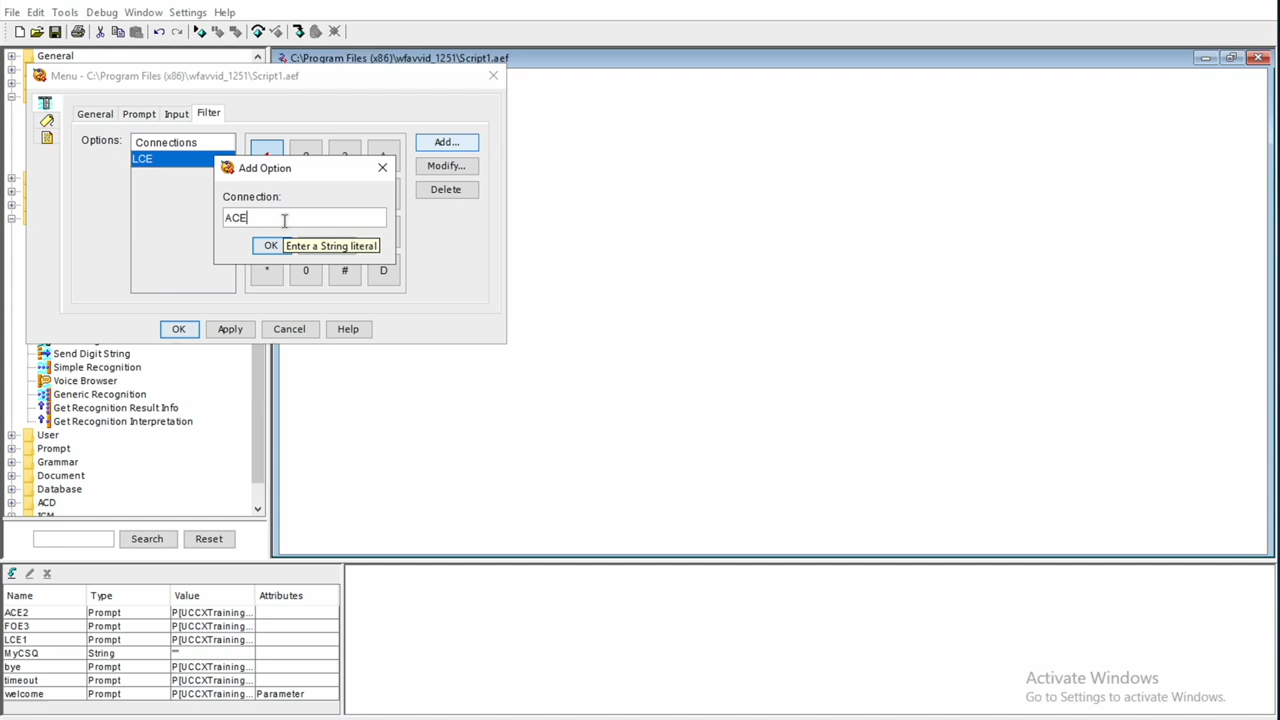 File Edit Tools Debug Window Settings Help
General
C:\Program Files (x86)\wfavvid_1251\Script1.aef
Menu - C:\Program Files (x86)\wfavvid_1251\Script1.aef
General Prompt Input Filter
Options:
Connections
LCE
Add...
Modify...
Delete
Add Option
Connection:
ACE
OK
Enter a String literal
* 0 # D
OK Apply Cancel Help
Send Digit String
Simple Recognition
Voice Browser
Generic Recognition
Get Recognition Result Info
Get Recognition Interpretation
User
Prompt
Grammar
Document
Database
ACD
ICM
Search Reset
Name Type Value Attributes
ACE2 Prompt P[UCCXTraining...
FOE3 Prompt P[UCCXTraining...
LCE1 Prompt P[UCCXTraining...
MyCSQ String ""
bye Prompt P[UCCXTraining...
timeout Prompt P[UCCXTraining...
welcome Prompt P[UCCXTraining... Parameter
Activate Windows
Go to Settings to activate Windows.